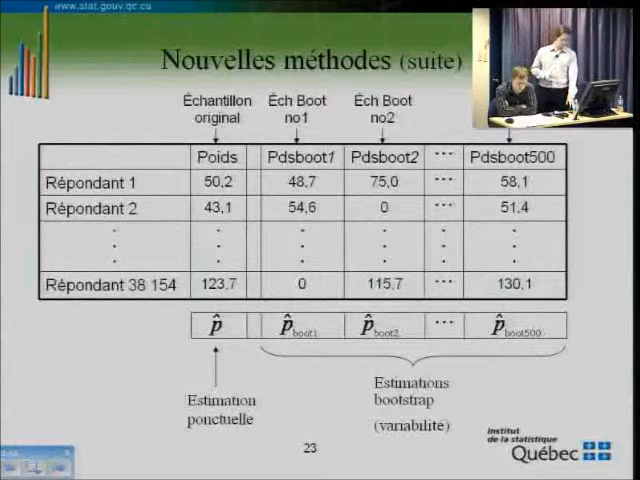 www.stat.gouv.qc.ca
Nouvelles méthodes (suite)
Échantillon original
Éch Boot no1
Éch Boot no2
Poids Pdsboot1 Pdsboot2 ... Pdsboot500
Répondant 1 50,2 48,7 75,0 ... 58,1
Répondant 2 43,1 54,6 0 ... 51,4
Répondant 38 154 123,7 0 115,7 ... 130,1
p̂ p̂boot1 p̂boot2 ... p̂boot500
Estimation
ponctuelle
Estimations
bootstrap
(variabilité)
23
Institut
de la statistique
Québec